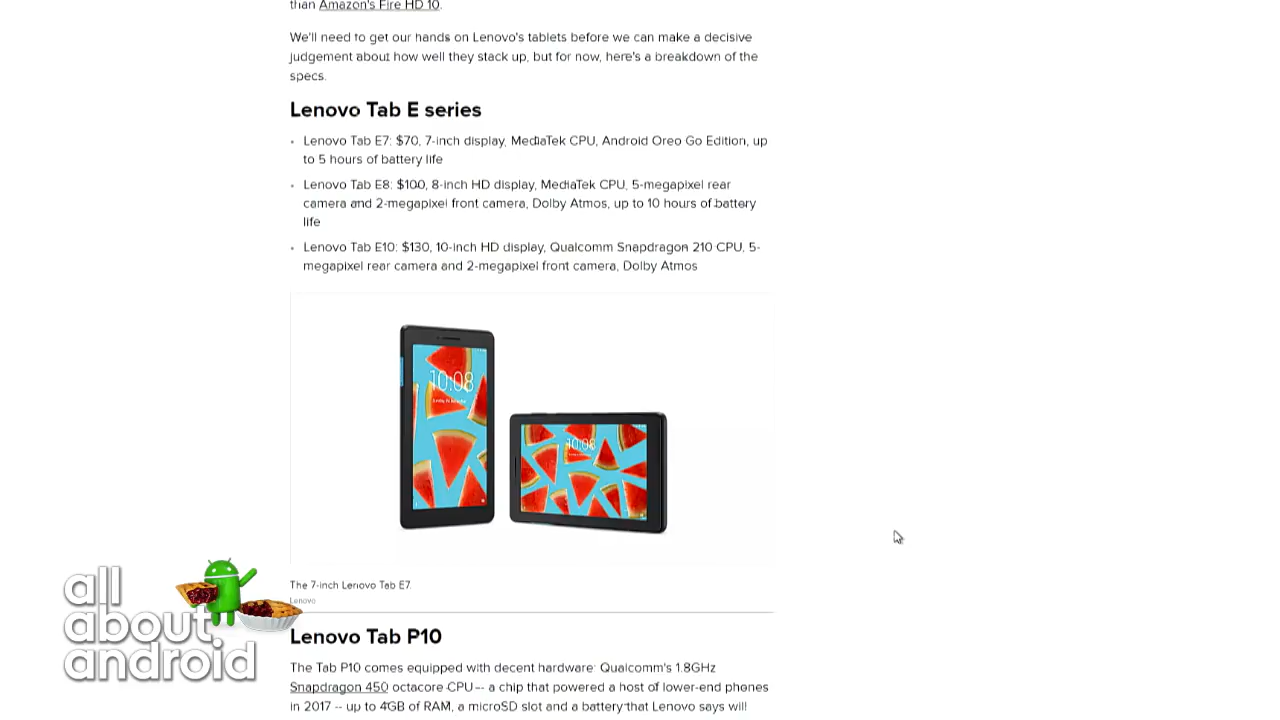 than Amazon's Fire HD 10.
We'll need to get our hands on Lenovo's tablets before we can make a decisive
judgement about how well they stack up, but for now, here's a breakdown of the
specs.
Lenovo Tab E series
• Lenovo Tab E7: $70, 7-inch display, MediaTek CPU, Android Oreo Go Edition, up
to 5 hours of battery life
• Lenovo Tab E8: $100, 8-inch HD display, MediaTek CPU, 5-megapixel rear
camera and 2-megapixel front camera, Dolby Atmos, up to 10 hours of battery
life
• Lenovo Tab E10: $130, 10-inch HD display, Qualcomm Snapdragon 210 CPU, 5-
megapixel rear camera and 2-megapixel front camera, Dolby Atmos
10:08
10:08
The 7-inch Lenovo Tab E7.
Lenovo
all
about
android
Lenovo Tab P10
The Tab P10 comes equipped with decent hardware: Qualcomm's 1.8GHz
Snapdragon 450 octacore CPU -- a chip that powered a host of lower-end phones
in 2017 -- up to 4GB of RAM, a microSD slot and a battery that Lenovo says will